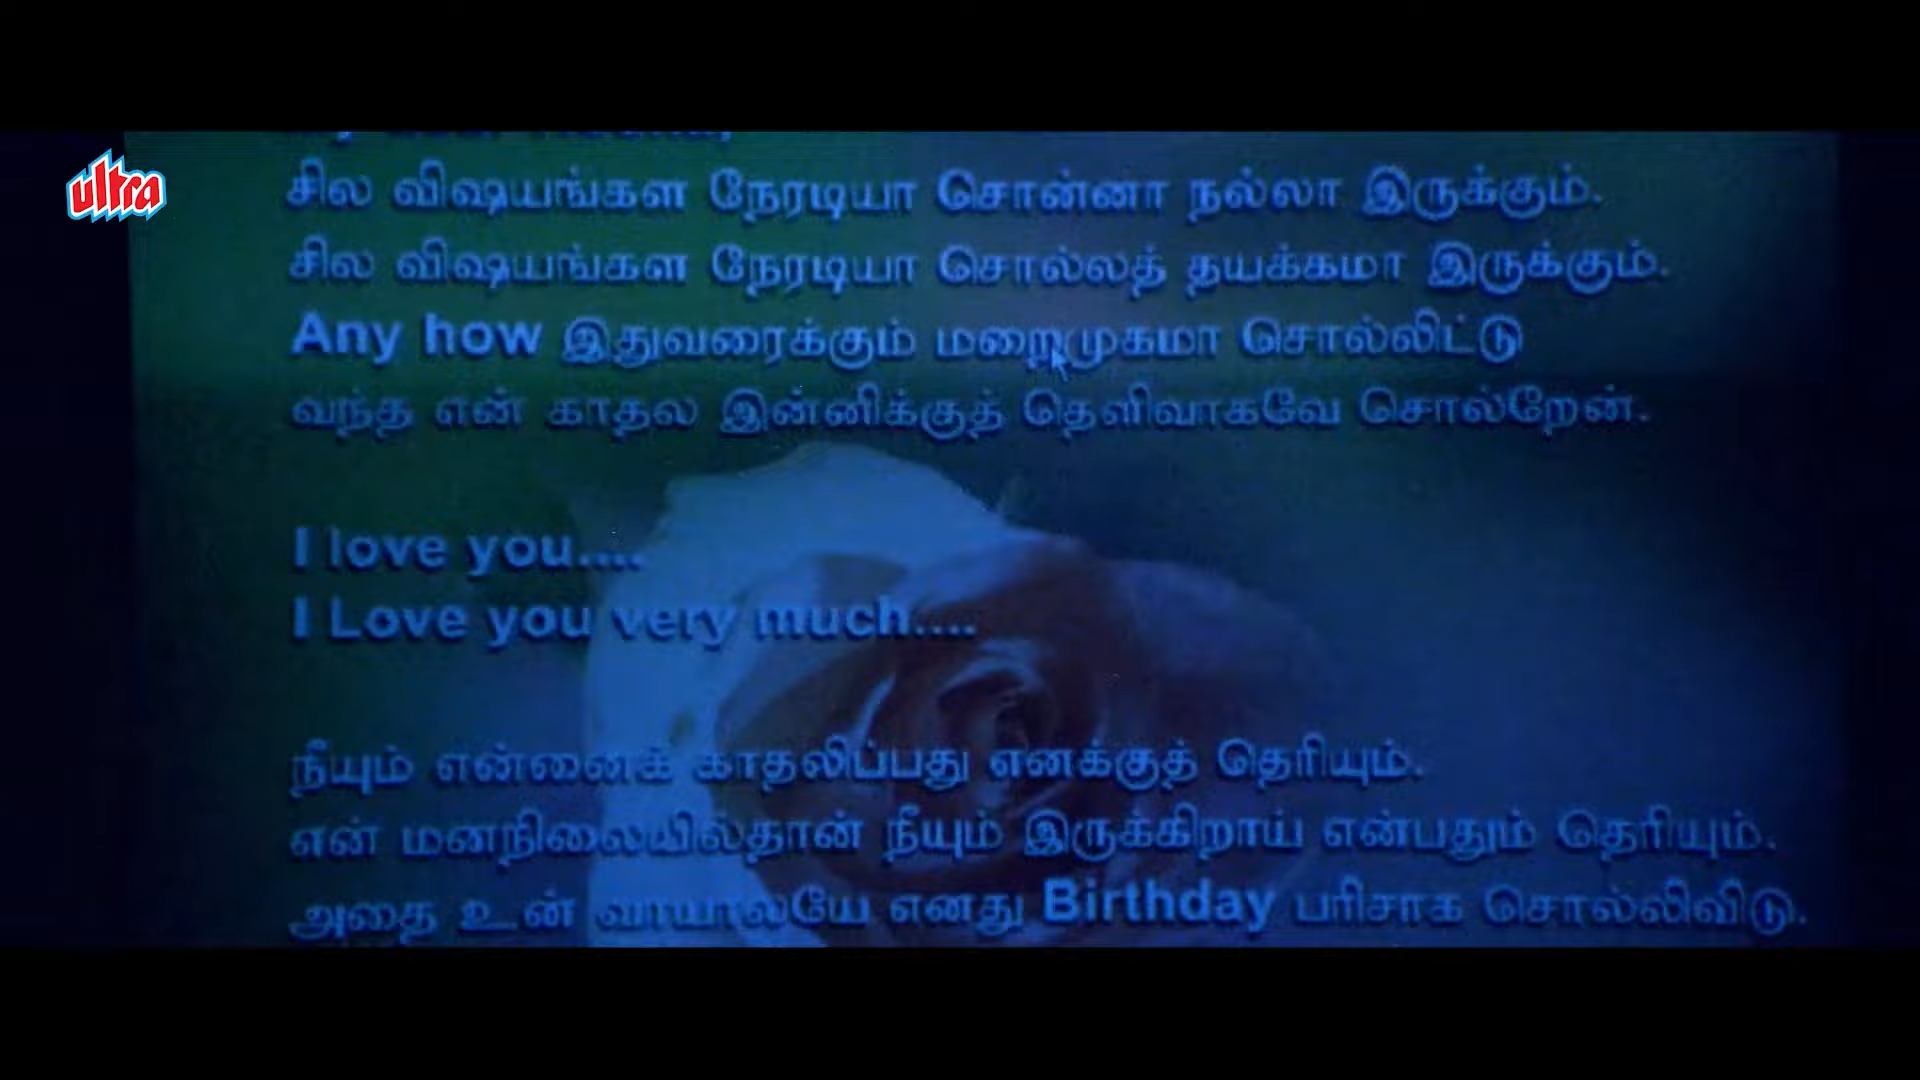 ultra
சில விஷயங்கள நேரடியா சொன்னா நல்லா இருக்கும்.
சில விஷயங்கள நேரடியா சொல்லத் தயக்கமா இருக்கும்.
Any how இதுவரைக்கும் மறைமுகமா சொல்லிட்டு
வந்த என் காதல இன்னிக்குத் தெளிவாகவே சொல்றேன்.
I love you....
I Love you very much....
நீயும் என்னைக் காதலிப்பது எனக்குத் தெரியும்.
என் மனநிலையில்தான் நீயும் இருக்கிறாய் என்பதும் தெரியும்.
அதை உன் வாயாலயே எனது Birthday பரிசாக சொல்லிவிடு.